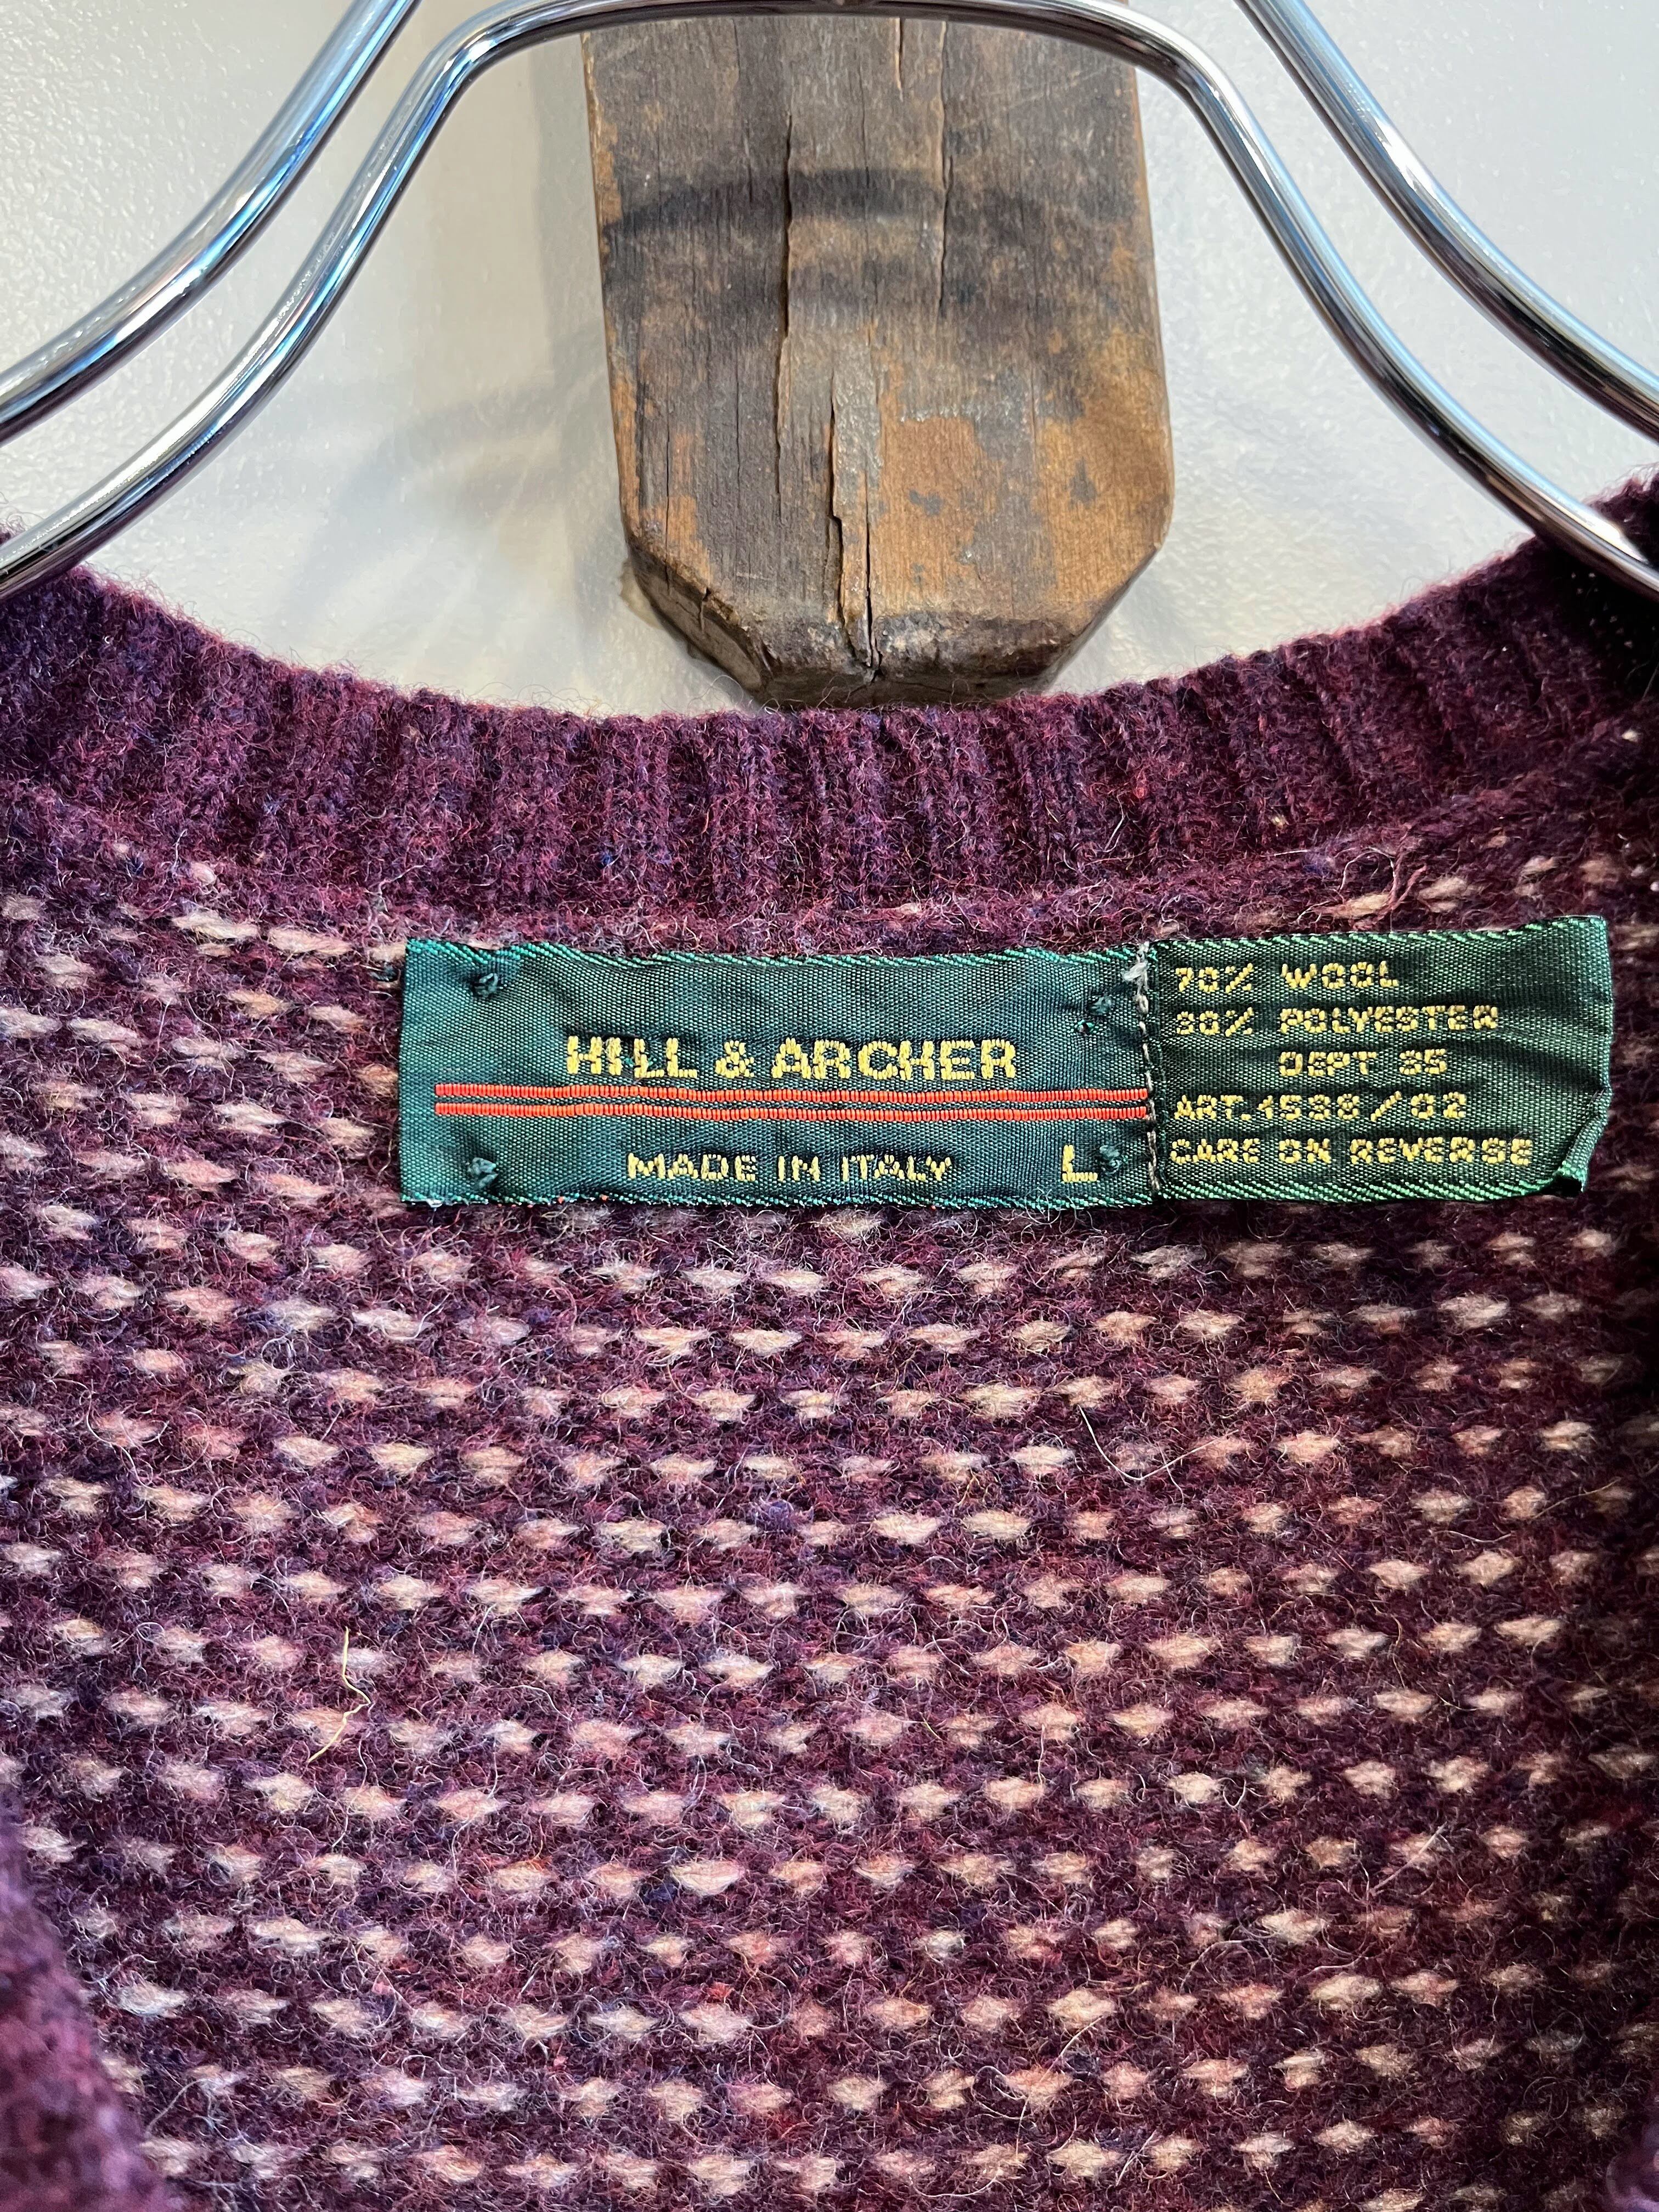 HILL & ARCHER
MADE IN ITALY L
70% WOOL
30% POLYESTER
DEPT 35
ART.1538/02
CARE ON REVERSE